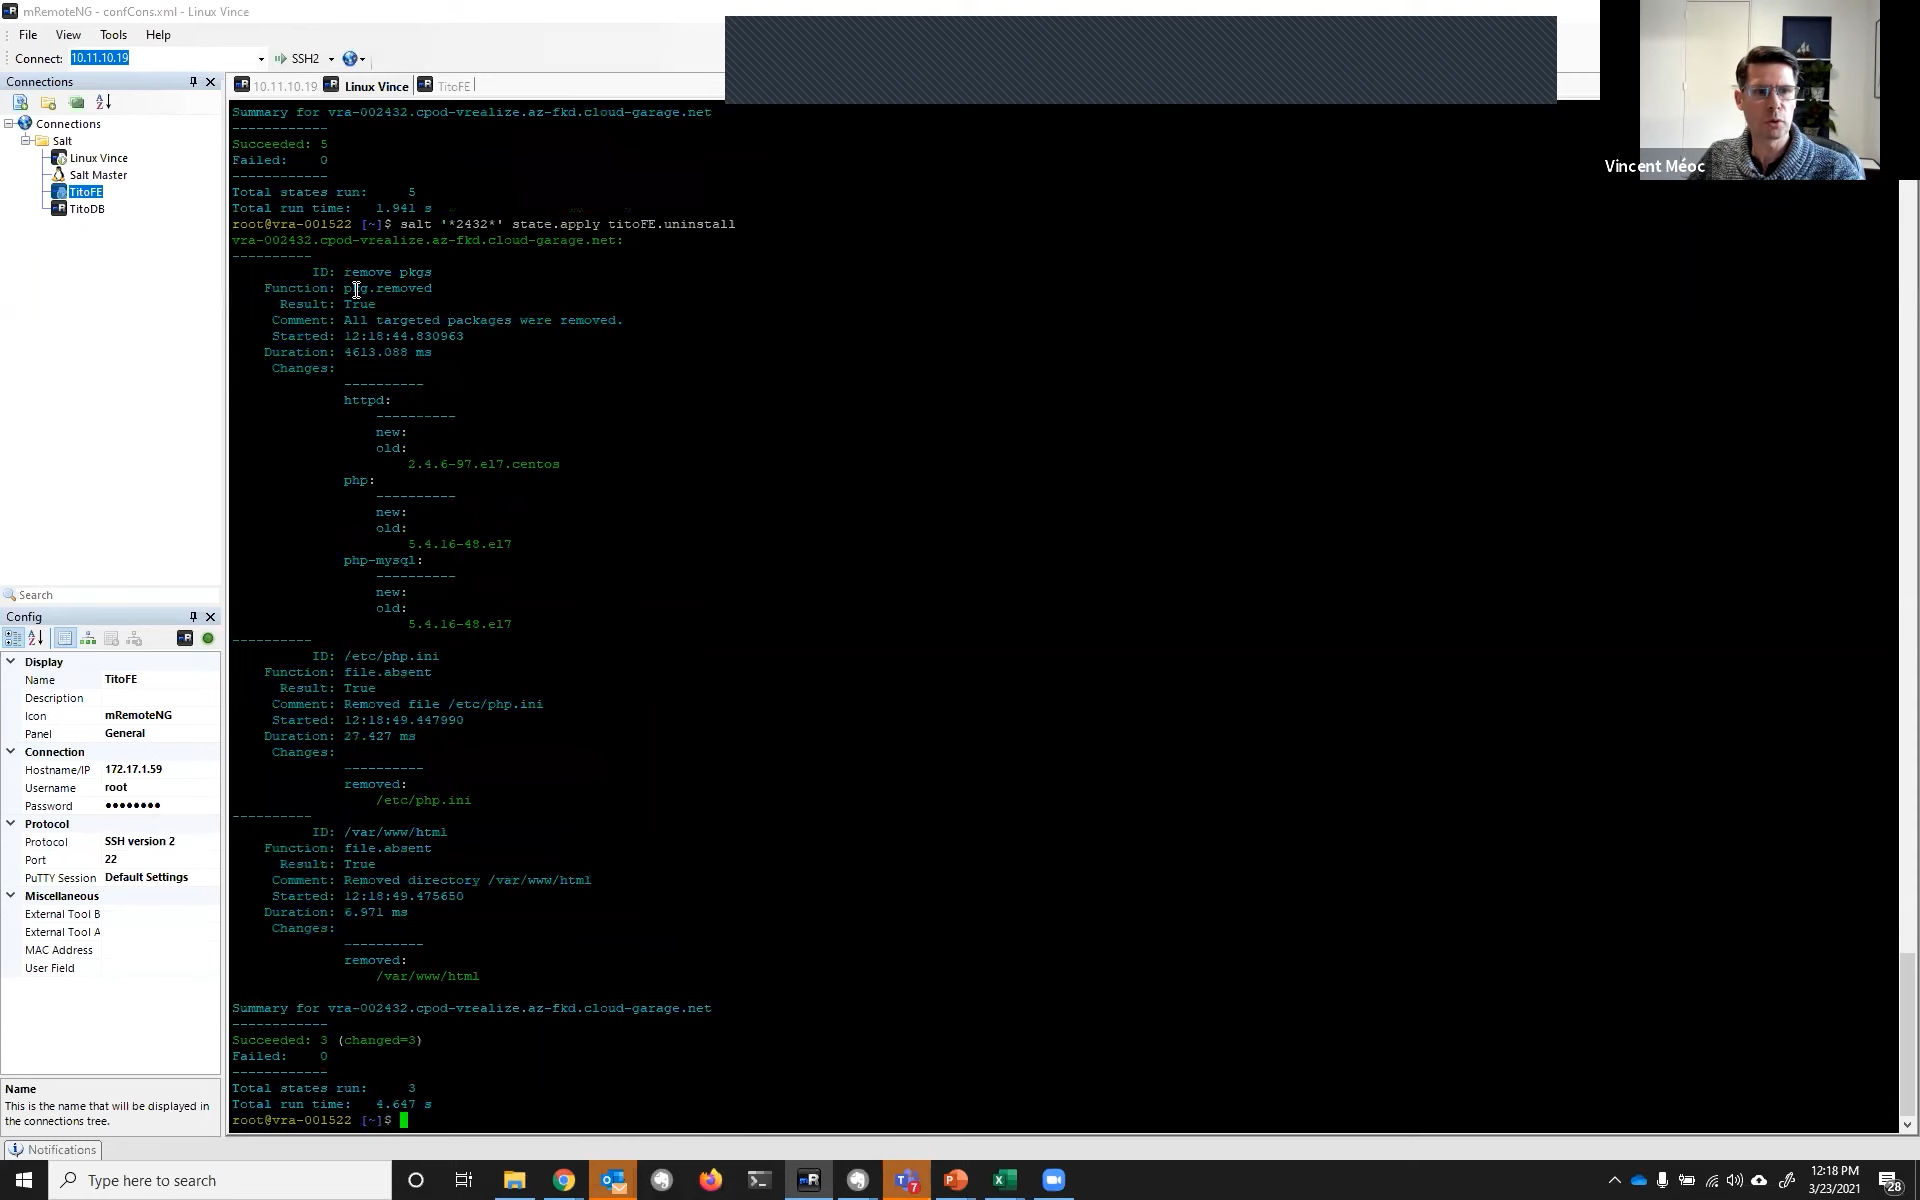 mRemoteNG - confCons.xml - Linux Vince
File View Tools Help
Connect: 10.11.10.19 SSH2
Connections
10.11.10.19 Linux Vince TitoFE
Connections
Salt
Linux Vince
Salt Master
TitoFE
TitoDB
Search
Config
Display
Name TitoFE
Description
Icon mRemoteNG
Panel General
Connection
Hostname/IP 172.17.1.59
Username root
Password ●●●●●●●●
Protocol
Protocol SSH version 2
Port 22
PuTTY Session Default Settings
Miscellaneous
External Tool B
External Tool A
MAC Address
User Field
Name
This is the name that will be displayed in
the connections tree.
Notifications
Summary for vra-002432.cpod-vrealize.az-fkd.cloud-garage.net
------------
Succeeded: 5
Failed: 0
------------
Total states run: 5
Total run time: 1.941 s
root@vra-001522 [~]$ salt '*2432*' state.apply titoFE.uninstall
vra-002432.cpod-vrealize.az-fkd.cloud-garage.net:
----------
ID: remove pkgs
Function: pkg.removed
Result: True
Comment: All targeted packages were removed.
Started: 12:18:44.830963
Duration: 4613.088 ms
Changes:
----------
httpd:
----------
new:
old:
2.4.6-97.el7.centos
php:
----------
new:
old:
5.4.16-48.el7
php-mysql:
----------
new:
old:
5.4.16-48.el7
----------
ID: /etc/php.ini
Function: file.absent
Result: True
Comment: Removed file /etc/php.ini
Started: 12:18:49.447990
Duration: 27.427 ms
Changes:
----------
removed:
/etc/php.ini
----------
ID: /var/www/html
Function: file.absent
Result: True
Comment: Removed directory /var/www/html
Started: 12:18:49.475650
Duration: 6.971 ms
Changes:
----------
removed:
/var/www/html
Summary for vra-002432.cpod-vrealize.az-fkd.cloud-garage.net
------------
Succeeded: 3 (changed=3)
Failed: 0
------------
Total states run: 3
Total run time: 4.647 s
root@vra-001522 [~]$
Vincent Méoc
Type here to search
7
12:18 PM
3/23/2021
28